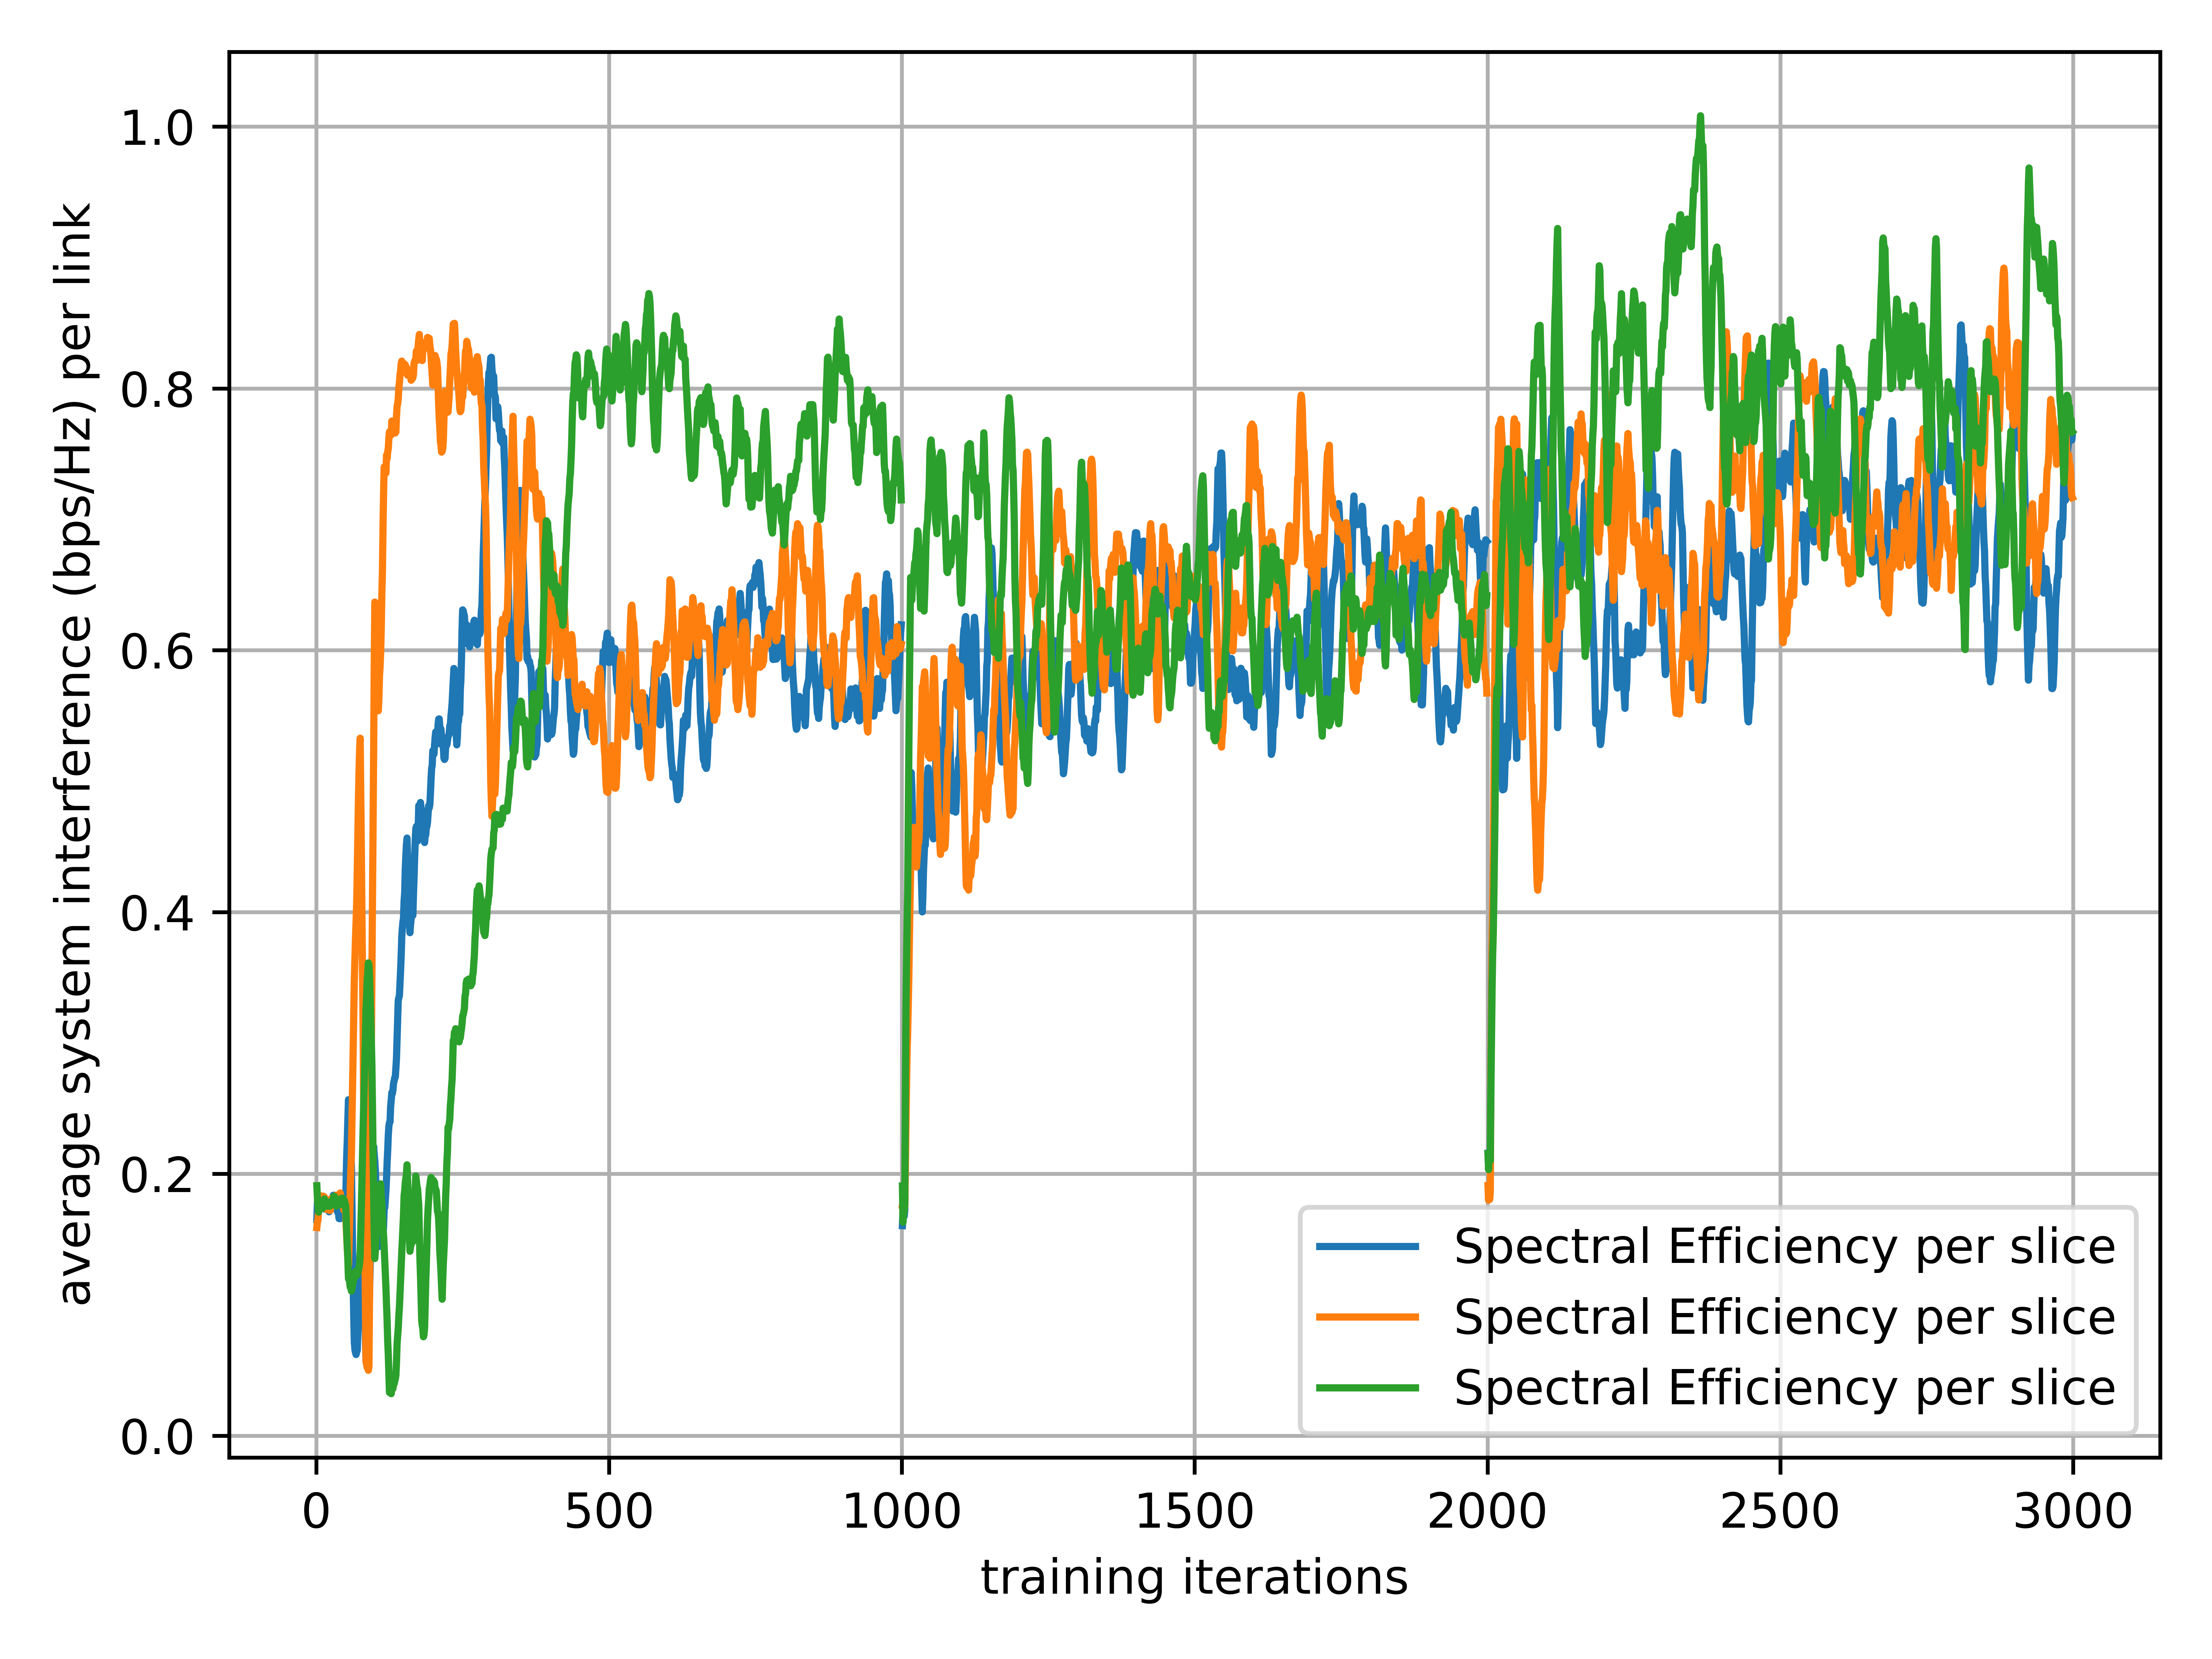 average system interference (bps/Hz) per link
1.0
0.8
0.6
0.4
0.2
0.0
Spectral Efficiency per slice
Spectral Efficiency per slice
Spectral Efficiency per slice
0 500 1000 1500 2000 2500 3000
training iterations